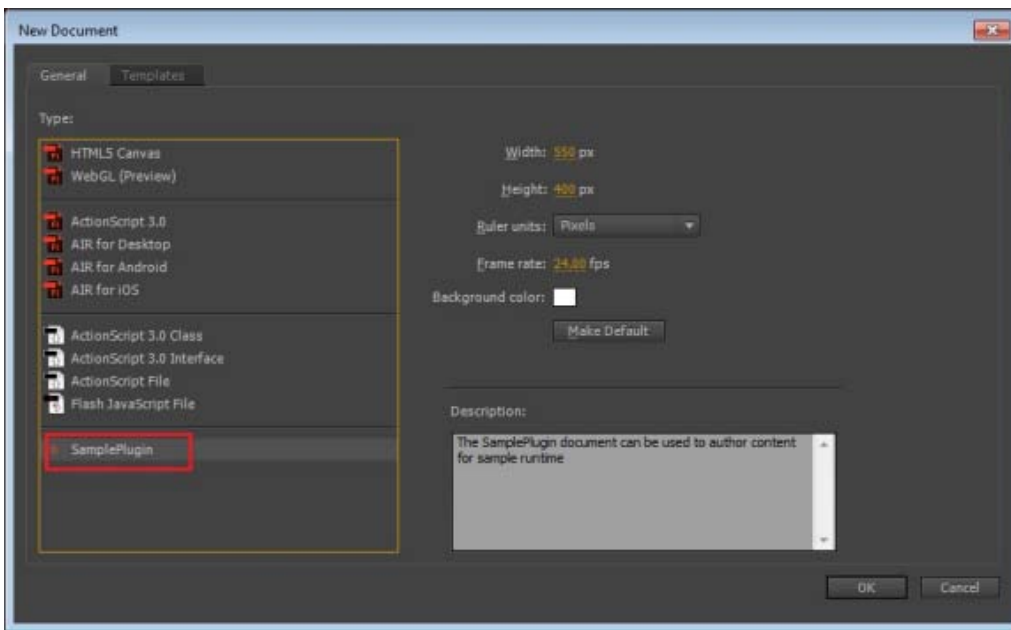 New Document
General
Templates
Type:
HTML5 Canvas
WebGL (Preview)
ActionScript 3.0
AIR for Desktop
AIR for Android
AIR for iOS
ActionScript 3.0 Class
ActionScript 3.0 Interface
ActionScript File
Flash JavaScript File
SamplePlugin
Width: 550 px
Height: 400 px
Ruler units: Pixels
Frame rate: 24.00 fps
Background color:
Make Default
Description:
The SamplePlugin document can be used to author content
for sample runtime
OK
Cancel